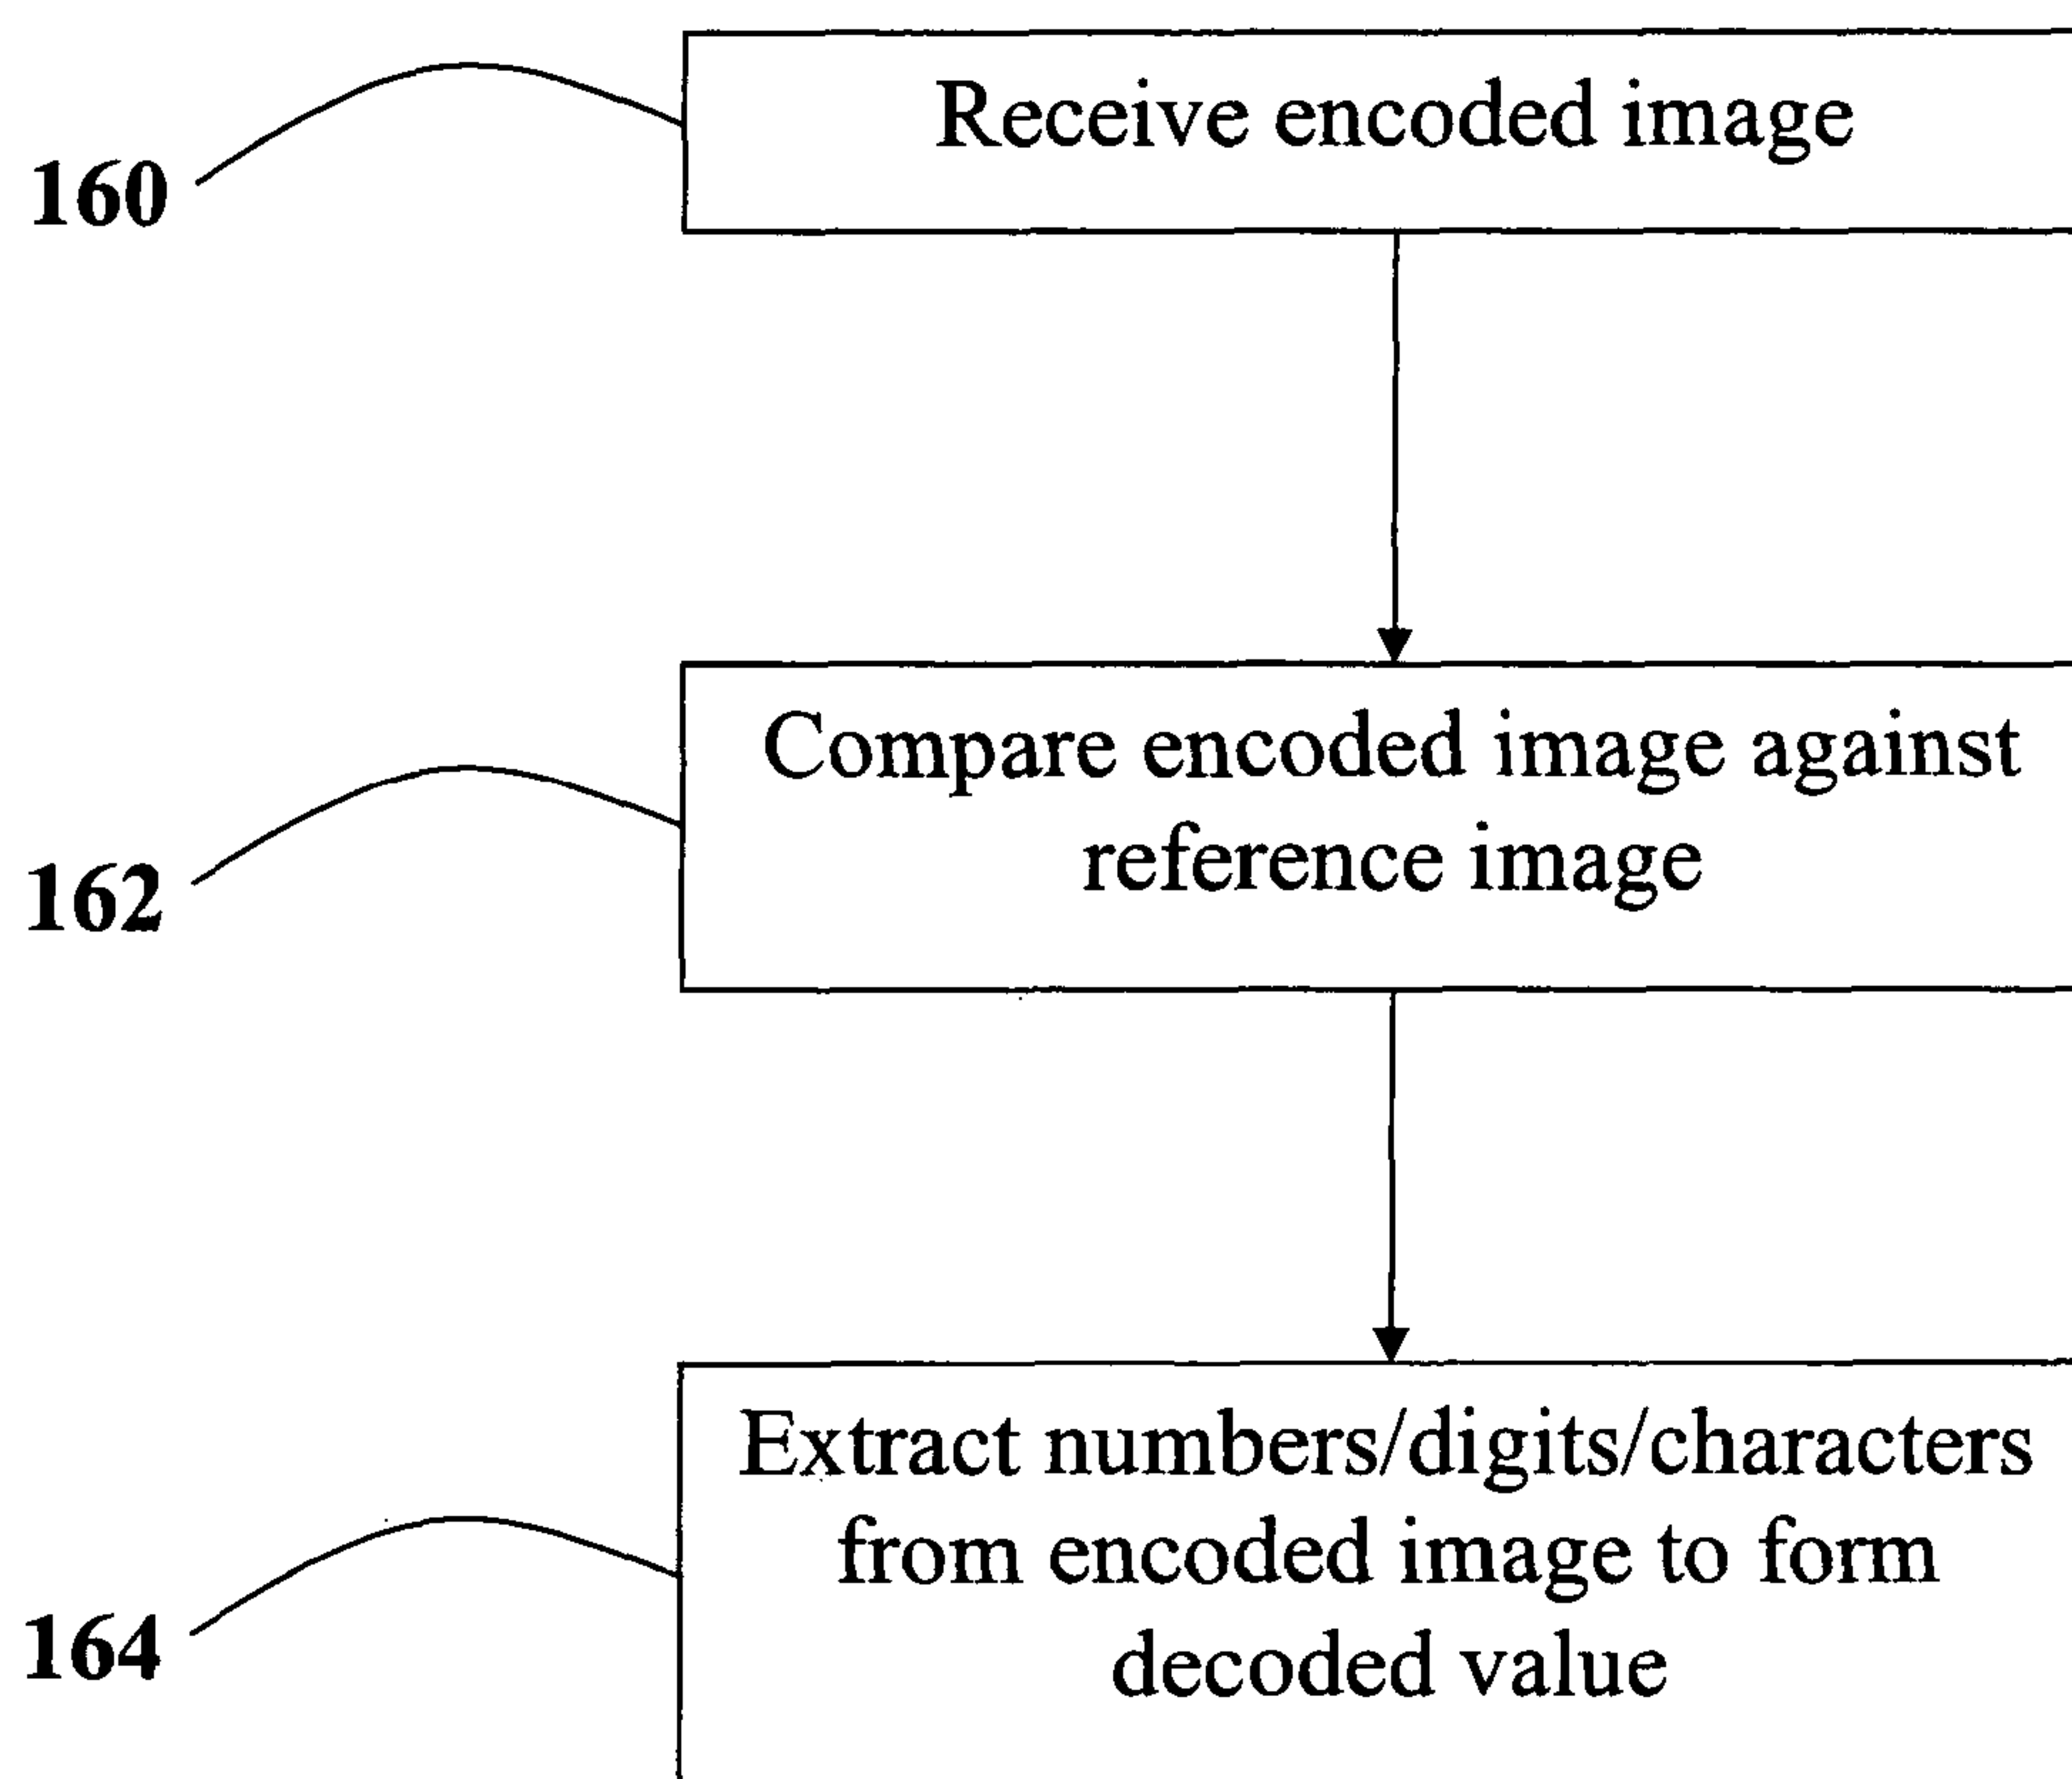 Receive encoded image
160
Compare encoded image against
reference image
162
Extract numbers/digits/characters
from encoded image to form
decoded value
164